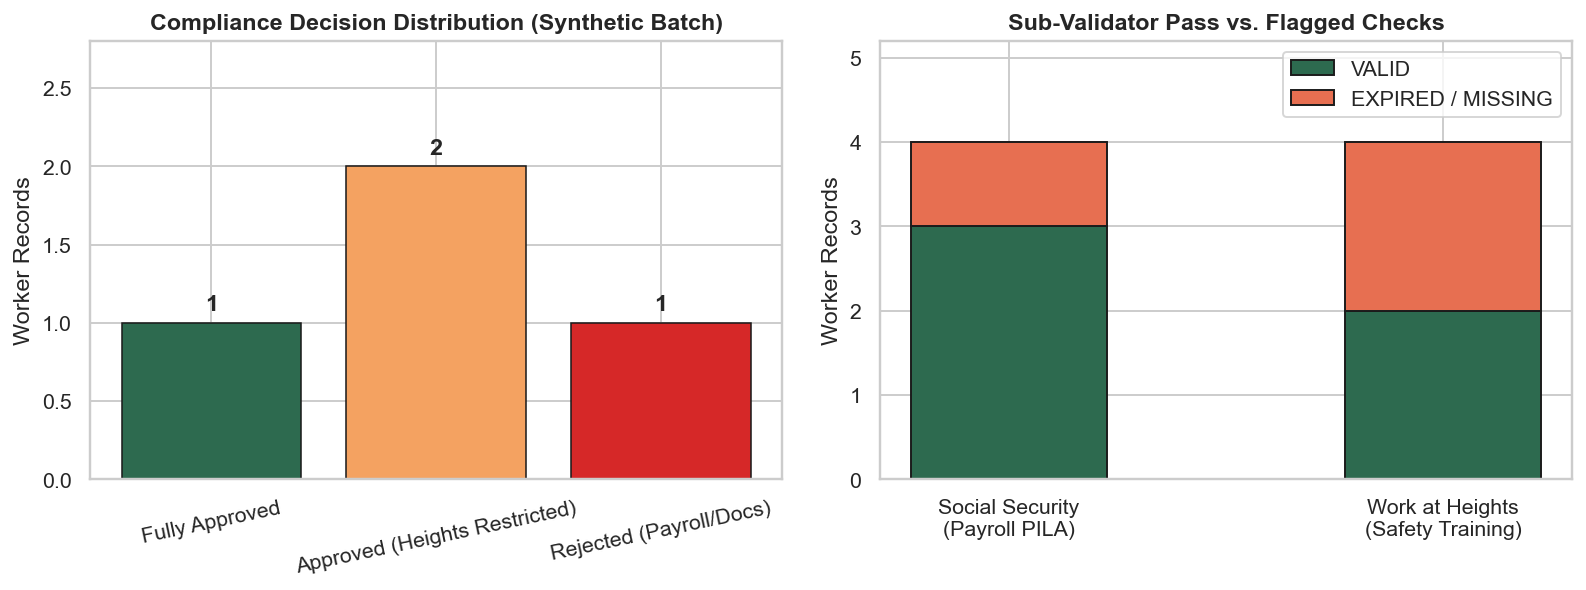 Compliance Decision Distribution (Synthetic Batch)
Worker Records
2.5
2.0
1.5
1.0
0.5
0.0
1
2
1
Fully Approved
Approved (Heights Restricted)
Rejected (Payroll/Docs)
Sub-Validator Pass vs. Flagged Checks
Worker Records
5
4
3
2
1
0
VALID
EXPIRED / MISSING
Social Security
(Payroll PILA)
Work at Heights
(Safety Training)